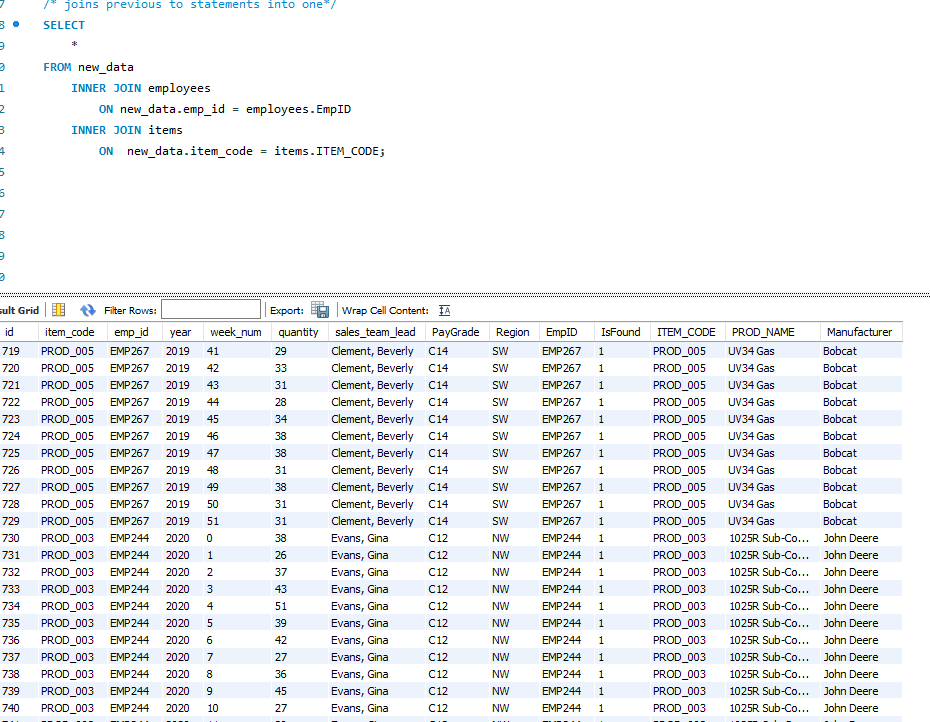 7 /* joins previous to statements into one*/
8 SELECT
9 *
0 FROM new_data
1 INNER JOIN employees
2 ON new_data.emp_id = employees.EmpID
3 INNER JOIN items
4 ON new_data.item_code = items.ITEM_CODE;
5
6
7
8
9
0
sult Grid Filter Rows: Export: Wrap Cell Content:
id item_code emp_id year week_num quantity sales_team_lead PayGrade Region EmpID IsFound ITEM_CODE PROD_NAME Manufacturer
719 PROD_005 EMP267 2019 41 29 Clement, Beverly C14 SW EMP267 1 PROD_005 UV34 Gas Bobcat
720 PROD_005 EMP267 2019 42 33 Clement, Beverly C14 SW EMP267 1 PROD_005 UV34 Gas Bobcat
721 PROD_005 EMP267 2019 43 31 Clement, Beverly C14 SW EMP267 1 PROD_005 UV34 Gas Bobcat
722 PROD_005 EMP267 2019 44 28 Clement, Beverly C14 SW EMP267 1 PROD_005 UV34 Gas Bobcat
723 PROD_005 EMP267 2019 45 34 Clement, Beverly C14 SW EMP267 1 PROD_005 UV34 Gas Bobcat
724 PROD_005 EMP267 2019 46 38 Clement, Beverly C14 SW EMP267 1 PROD_005 UV34 Gas Bobcat
725 PROD_005 EMP267 2019 47 38 Clement, Beverly C14 SW EMP267 1 PROD_005 UV34 Gas Bobcat
726 PROD_005 EMP267 2019 48 31 Clement, Beverly C14 SW EMP267 1 PROD_005 UV34 Gas Bobcat
727 PROD_005 EMP267 2019 49 38 Clement, Beverly C14 SW EMP267 1 PROD_005 UV34 Gas Bobcat
728 PROD_005 EMP267 2019 50 31 Clement, Beverly C14 SW EMP267 1 PROD_005 UV34 Gas Bobcat
729 PROD_005 EMP267 2019 51 31 Clement, Beverly C14 SW EMP267 1 PROD_005 UV34 Gas Bobcat
730 PROD_003 EMP244 2020 0 38 Evans, Gina C12 NW EMP244 1 PROD_003 1025R Sub-Co... John Deere
731 PROD_003 EMP244 2020 1 26 Evans, Gina C12 NW EMP244 1 PROD_003 1025R Sub-Co... John Deere
732 PROD_003 EMP244 2020 2 37 Evans, Gina C12 NW EMP244 1 PROD_003 1025R Sub-Co... John Deere
733 PROD_003 EMP244 2020 3 43 Evans, Gina C12 NW EMP244 1 PROD_003 1025R Sub-Co... John Deere
734 PROD_003 EMP244 2020 4 51 Evans, Gina C12 NW EMP244 1 PROD_003 1025R Sub-Co... John Deere
735 PROD_003 EMP244 2020 5 39 Evans, Gina C12 NW EMP244 1 PROD_003 1025R Sub-Co... John Deere
736 PROD_003 EMP244 2020 6 42 Evans, Gina C12 NW EMP244 1 PROD_003 1025R Sub-Co... John Deere
737 PROD_003 EMP244 2020 7 27 Evans, Gina C12 NW EMP244 1 PROD_003 1025R Sub-Co... John Deere
738 PROD_003 EMP244 2020 8 36 Evans, Gina C12 NW EMP244 1 PROD_003 1025R Sub-Co... John Deere
739 PROD_003 EMP244 2020 9 45 Evans, Gina C12 NW EMP244 1 PROD_003 1025R Sub-Co... John Deere
740 PROD_003 EMP244 2020 10 27 Evans, Gina C12 NW EMP244 1 PROD_003 1025R Sub-Co... John Deere